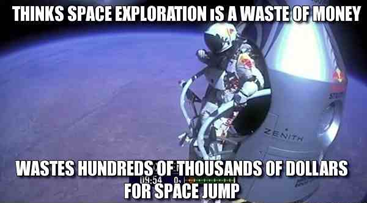 THINKS SPACE EXPLORATION IS A WASTE OF MONEY
ZENITH
WASTES HUNDREDS OF THOUSANDS OF DOLLARS
FOR SPACE JUMP